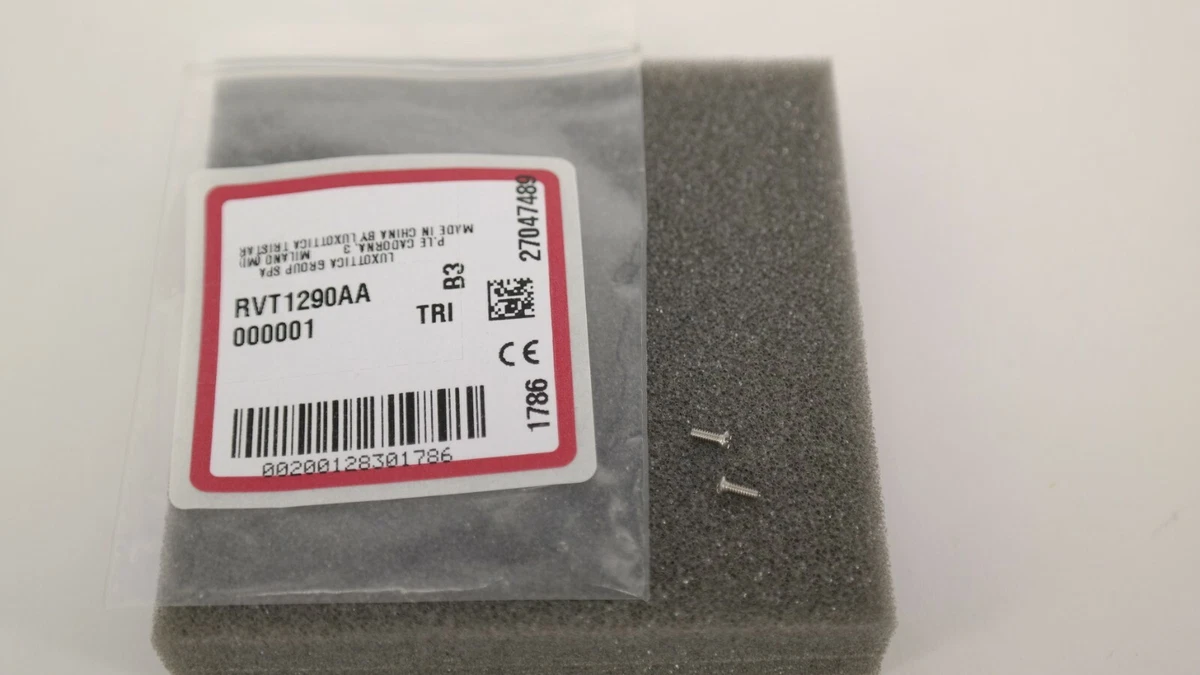 LUXOTTICA GROUP SPA
P.LE CADORNA, 3 MILANO (MI)
MADE IN CHINA BY LUXOTTICA TRISTAR
RVT1290AA
000001
TRI
B3
27047489
CE
1786
00200128301786